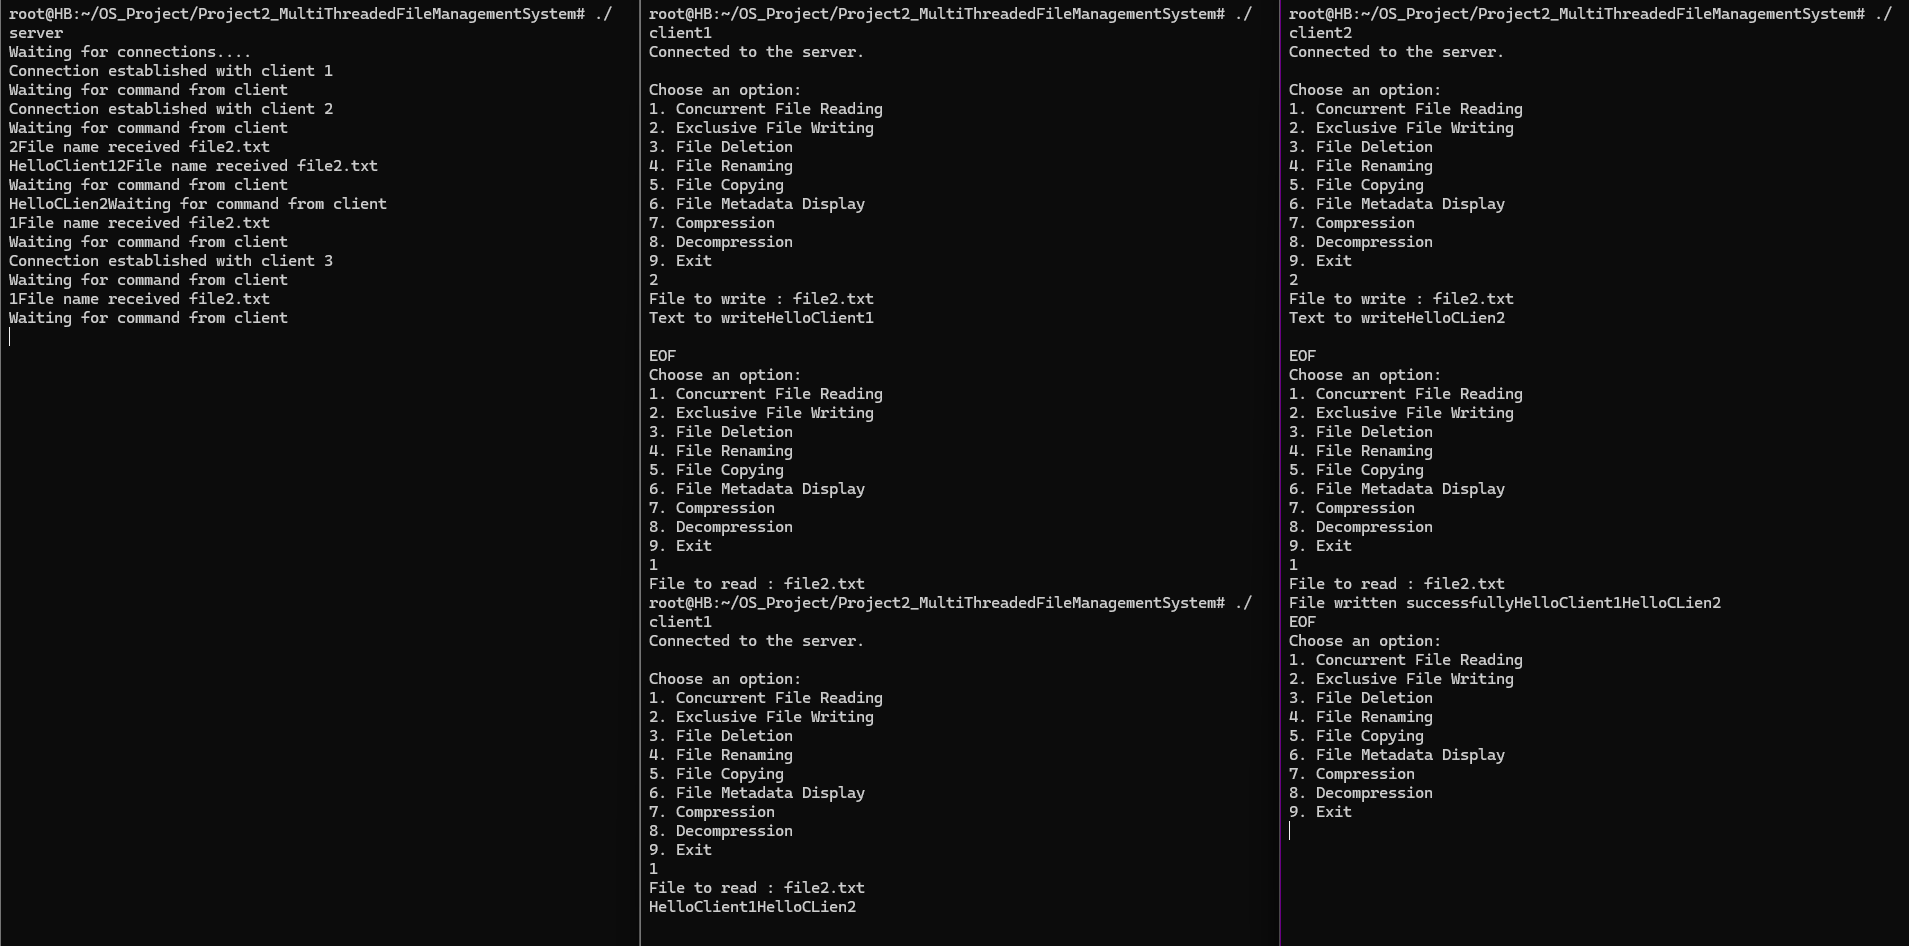 root@HB:~/OS_Project/Project2_MultiThreadedFileManagementSystem# ./
server
Waiting for connections....
Connection established with client 1
Waiting for command from client
Connection established with client 2
Waiting for command from client
2File name received file2.txt
HelloClient12File name received file2.txt
Waiting for command from client
HelloCLien2Waiting for command from client
1File name received file2.txt
Waiting for command from client
Connection established with client 3
Waiting for command from client
1File name received file2.txt
Waiting for command from client
root@HB:~/OS_Project/Project2_MultiThreadedFileManagementSystem# ./
client1
Connected to the server.

Choose an option:
1. Concurrent File Reading
2. Exclusive File Writing
3. File Deletion
4. File Renaming
5. File Copying
6. File Metadata Display
7. Compression
8. Decompression
9. Exit
2
File to write : file2.txt
Text to writeHelloClient1

EOF
Choose an option:
1. Concurrent File Reading
2. Exclusive File Writing
3. File Deletion
4. File Renaming
5. File Copying
6. File Metadata Display
7. Compression
8. Decompression
9. Exit
1
File to read : file2.txt
root@HB:~/OS_Project/Project2_MultiThreadedFileManagementSystem# ./
client1
Connected to the server.

Choose an option:
1. Concurrent File Reading
2. Exclusive File Writing
3. File Deletion
4. File Renaming
5. File Copying
6. File Metadata Display
7. Compression
8. Decompression
9. Exit
1
File to read : file2.txt
HelloClient1HelloCLien2
root@HB:~/OS_Project/Project2_MultiThreadedFileManagementSystem# ./
client2
Connected to the server.

Choose an option:
1. Concurrent File Reading
2. Exclusive File Writing
3. File Deletion
4. File Renaming
5. File Copying
6. File Metadata Display
7. Compression
8. Decompression
9. Exit
2
File to write : file2.txt
Text to writeHelloCLien2

EOF
Choose an option:
1. Concurrent File Reading
2. Exclusive File Writing
3. File Deletion
4. File Renaming
5. File Copying
6. File Metadata Display
7. Compression
8. Decompression
9. Exit
1
File to read : file2.txt
File written successfullyHelloClient1HelloCLien2
EOF
Choose an option:
1. Concurrent File Reading
2. Exclusive File Writing
3. File Deletion
4. File Renaming
5. File Copying
6. File Metadata Display
7. Compression
8. Decompression
9. Exit